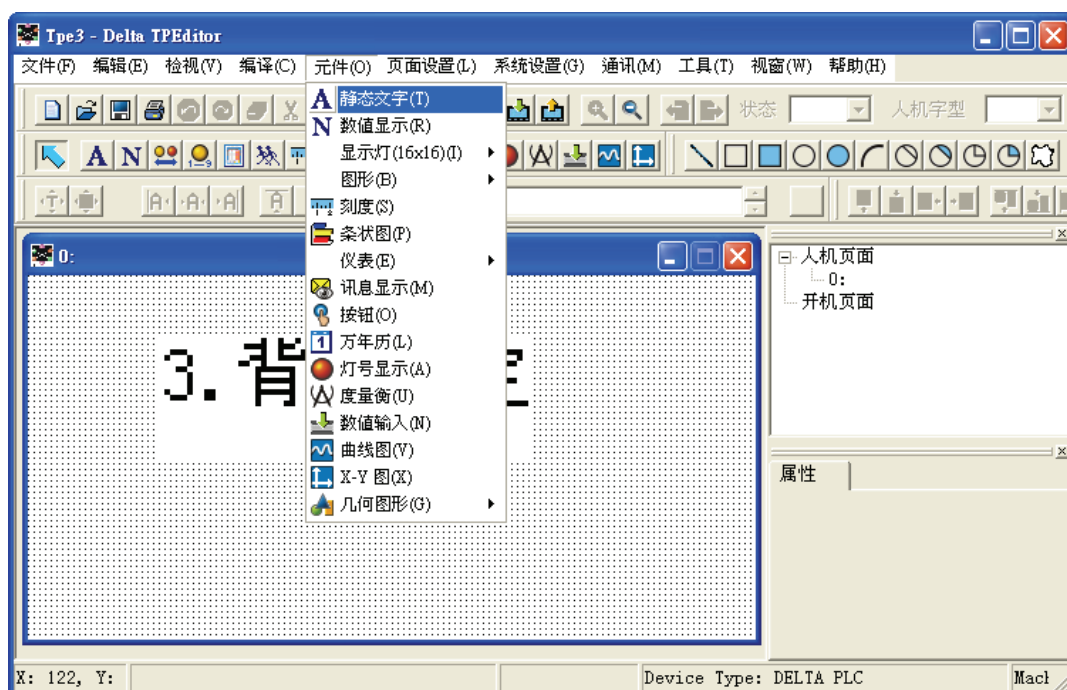 Tpe3 - Delta TPEditor
文件(F) 编辑(E) 检视(V) 编译(C) 元件(O) 页面设置(L) 系统设置(G) 通讯(M) 工具(T) 视窗(W) 帮助(H)
状态 人机字型
静态文字(T)
数值显示(R)
显示灯(16x16)(I)
图形(B)
刻度(S)
条状图(P)
仪表(E)
讯息显示(M)
按钮(O)
万年历(L)
灯号显示(A)
度量衡(U)
数值输入(N)
曲线图(V)
X-Y 图(X)
几何图形(G)
0:
3.背
人机页面
0:
开机页面
属性
X: 122, Y:
Device Type: DELTA PLC